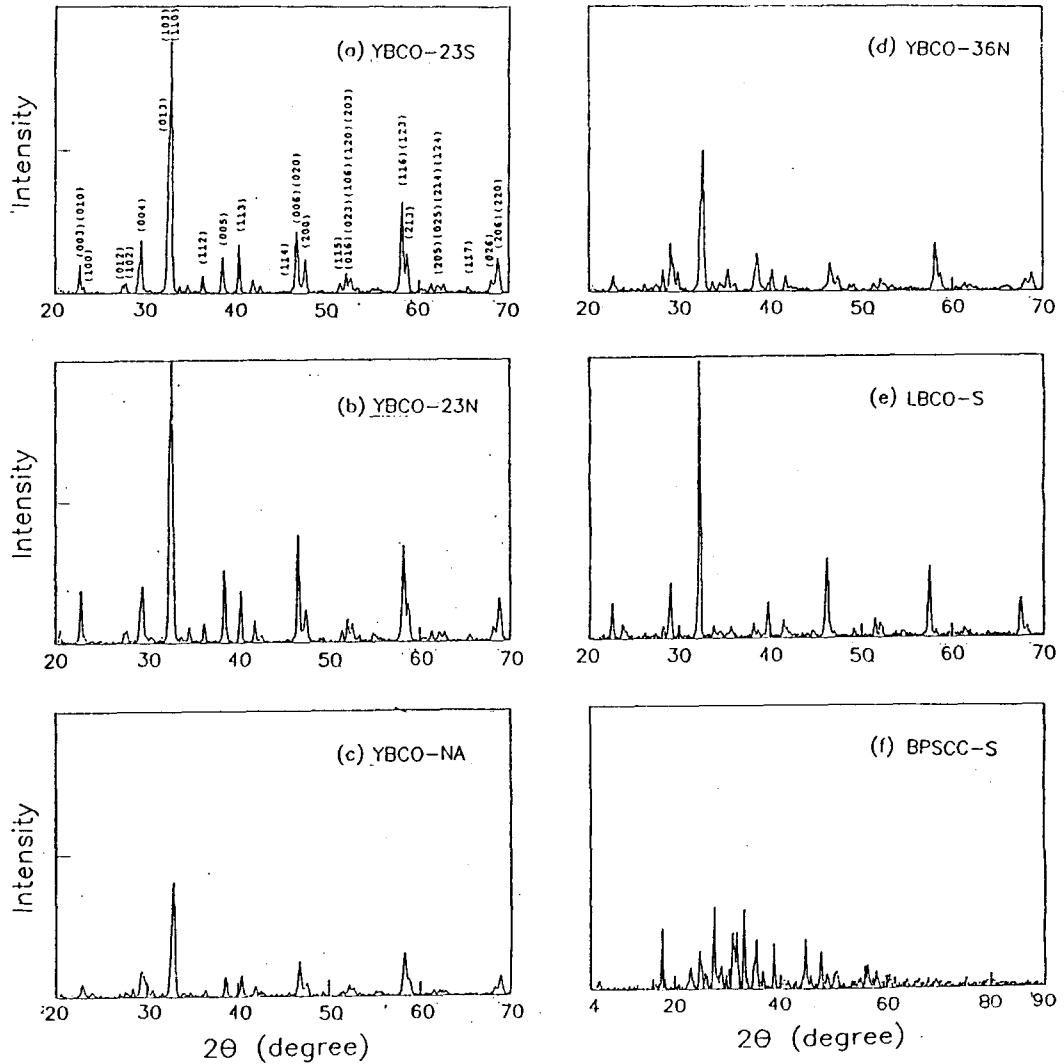 (a) YBCO-23S
Intensity
(003)(010)
(100)
(012)
(102)
(004)
(013)
(103)
(110)
(112)
(005)
(113)
(114)
(006)(020)
(200)
(115)
(016)(023)(106)(120)(203)
(116)(123)
(213)
(205)(025)(214)(124)
(117)
(026)
(206)(220)
20 30 40 50 60 70
(b) YBCO-23N
Intensity
20 30 40 50 60 70
(c) YBCO-NA
Intensity
20 30 40 50 60 70
2Θ (degree)
(d) YBCO-36N
20 30 40 50 60 70
(e) LBCO-S
20 30 40 50 60 70
(f) BPSCC-S
4 20 40 60 80 90
2Θ (degree)